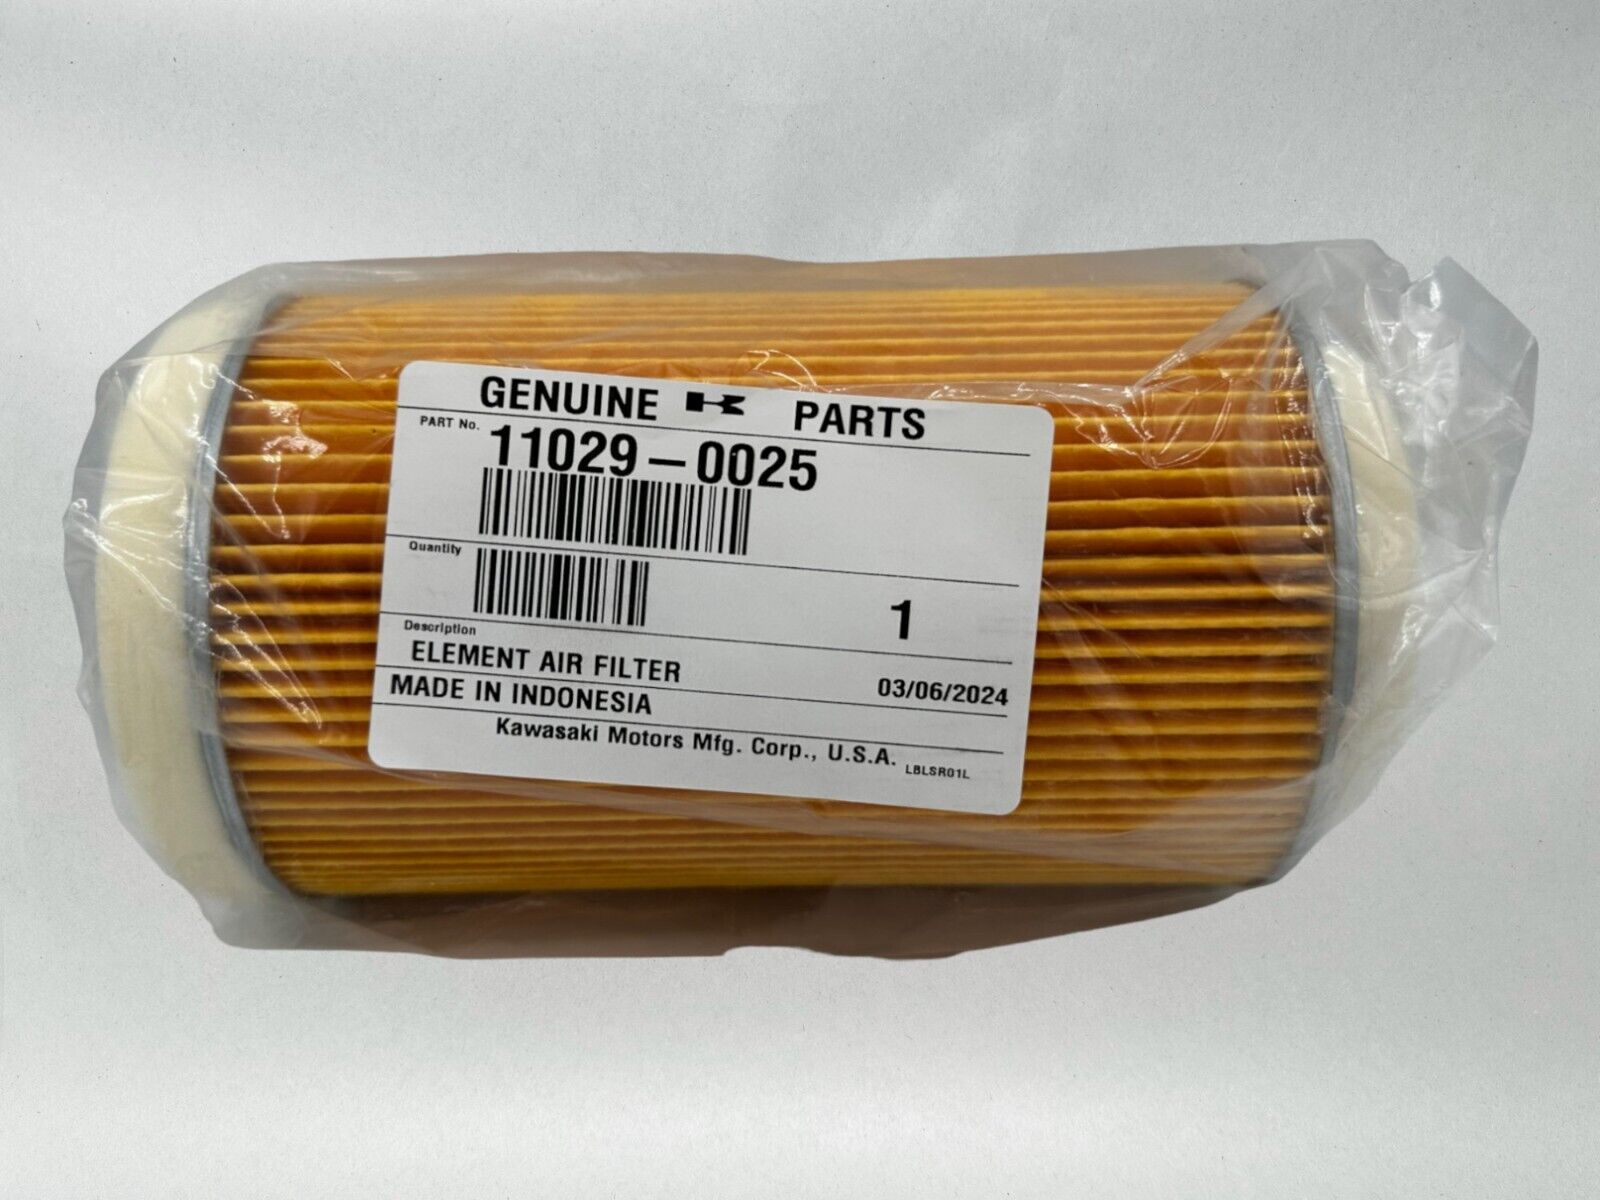 GENUINE PARTS
PART No. 11029-0025
Quantity
1
Description
ELEMENT AIR FILTER 03/06/2024
MADE IN INDONESIA
Kawasaki Motors Mfg. Corp., U.S.A. LBLSR01L